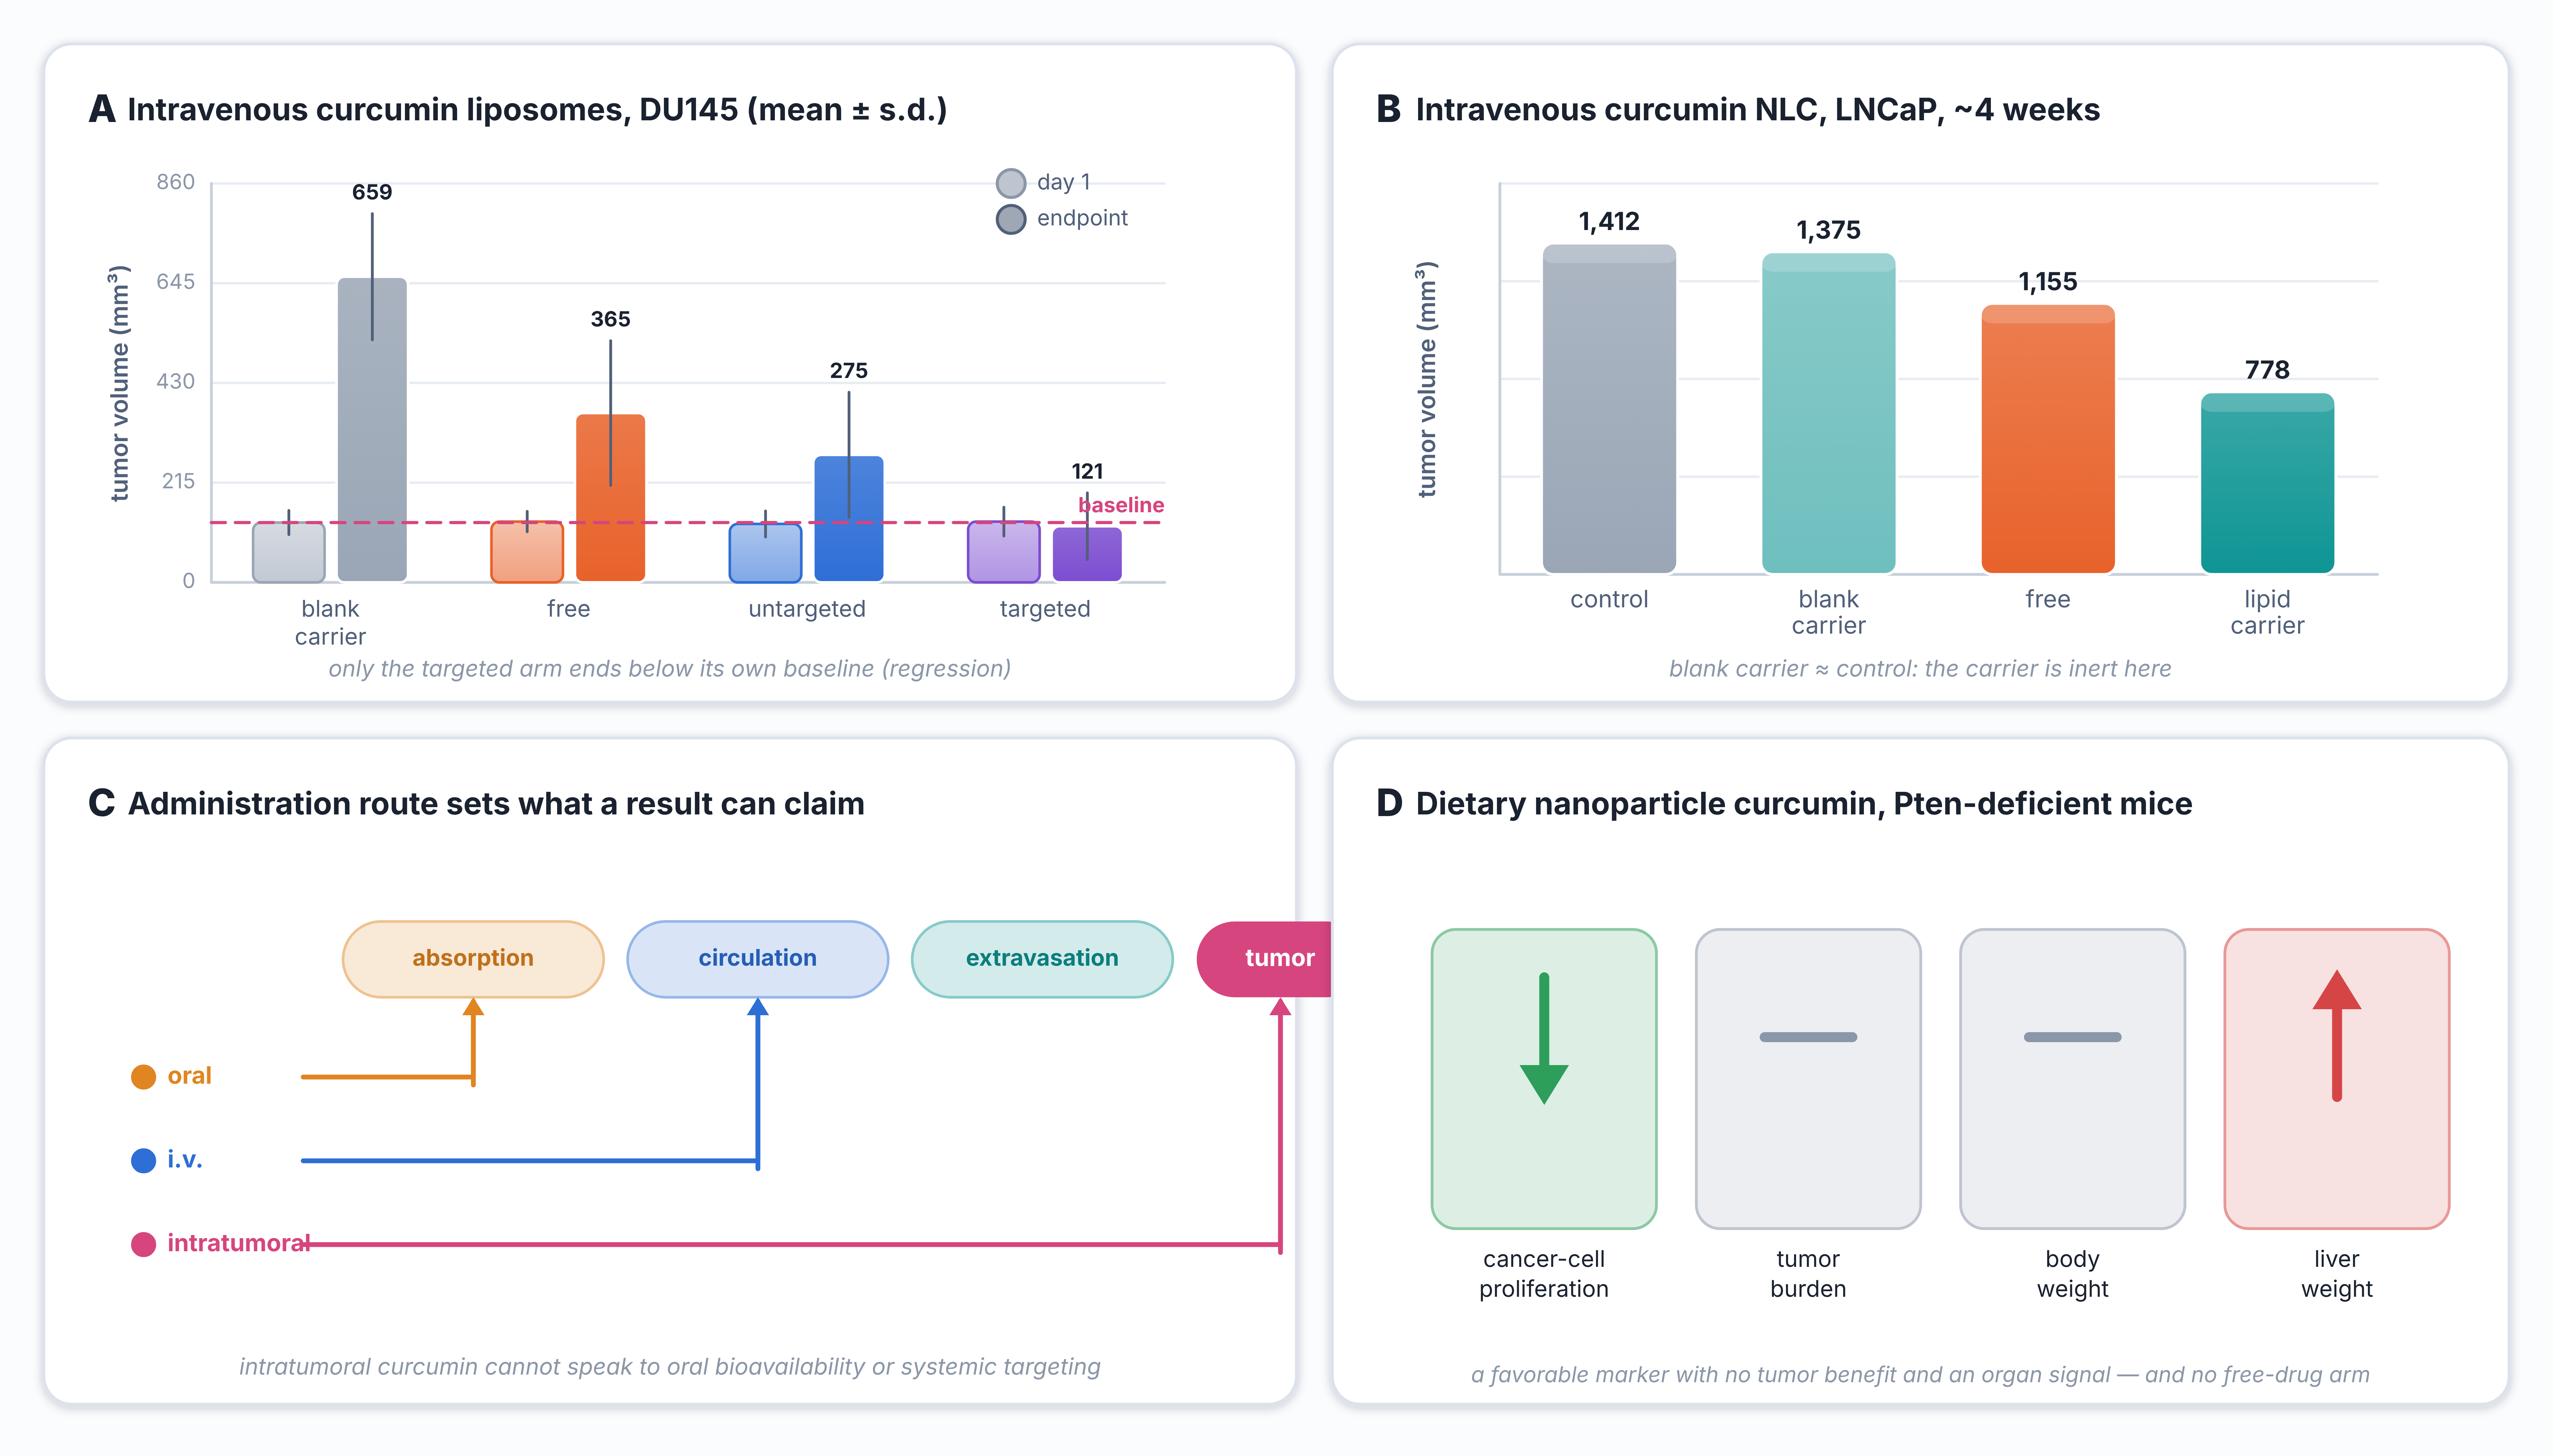 A Intravenous curcumin liposomes, DU145 (mean ± s.d.)
860
645
430
215
0
tumor volume (mm³)
day 1
endpoint
659
365
275
121
baseline
blank
carrier
free
untargeted
targeted
only the targeted arm ends below its own baseline (regression)
B Intravenous curcumin NLC, LNCaP, ~4 weeks
tumor volume (mm³)
1,412
1,375
1,155
778
control
blank
carrier
free
lipid
carrier
blank carrier ≈ control: the carrier is inert here
C Administration route sets what a result can claim
absorption
circulation
extravasation
tumor
oral
i.v.
intratumoral
intratumoral curcumin cannot speak to oral bioavailability or systemic targeting
D Dietary nanoparticle curcumin, Pten-deficient mice
cancer-cell
proliferation
tumor
burden
body
weight
liver
weight
a favorable marker with no tumor benefit and an organ signal — and no free-drug arm